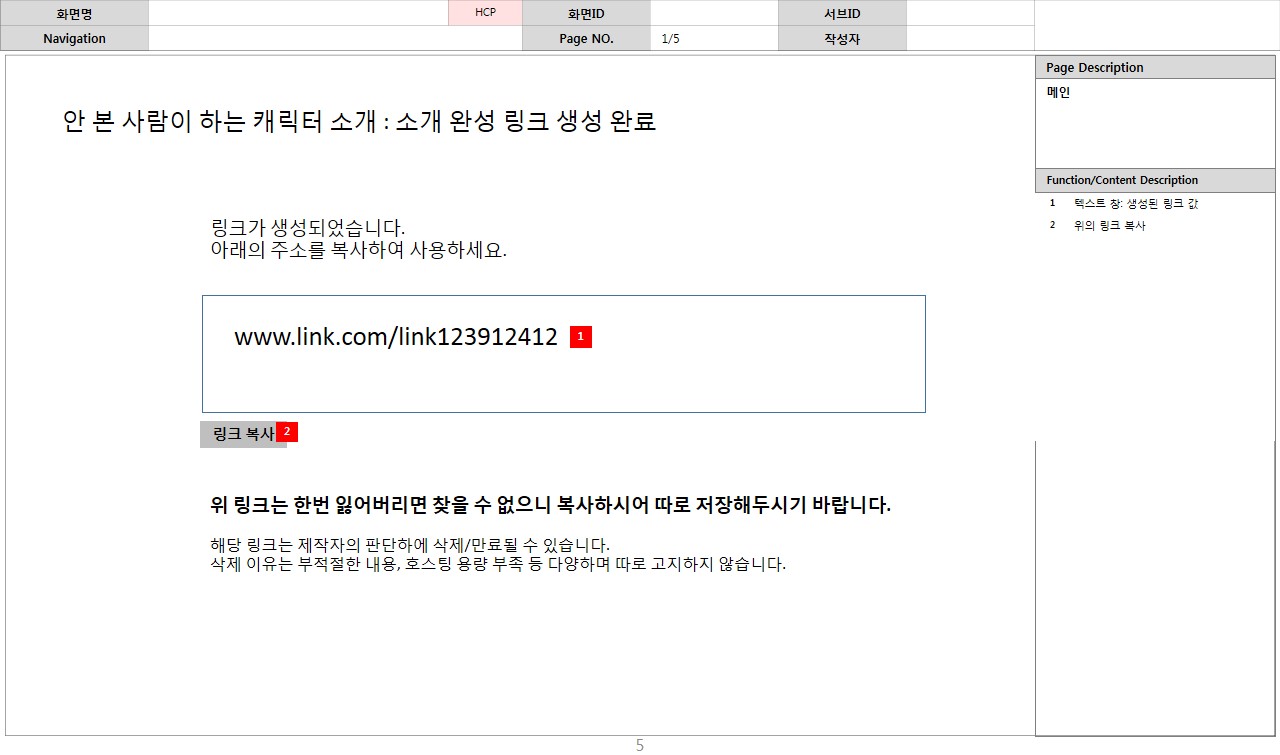 화면명 HCP 화면ID 서브ID
Navigation Page NO. 1/5 작성자
안 본 사람이 하는 캐릭터 소개 : 소개 완성 링크 생성 완료
링크가 생성되었습니다.
아래의 주소를 복사하여 사용하세요.
www.link.com/link123912412 1
링크 복사 2
위 링크는 한번 잃어버리면 찾을 수 없으니 복사하시어 따로 저장해두시기 바랍니다.
해당 링크는 제작자의 판단하에 삭제/만료될 수 있습니다.
삭제 이유는 부적절한 내용, 호스팅 용량 부족 등 다양하며 따로 고지하지 않습니다.
Page Description
메인
Function/Content Description
1 텍스트 창: 생성된 링크 값
2 위의 링크 복사
5